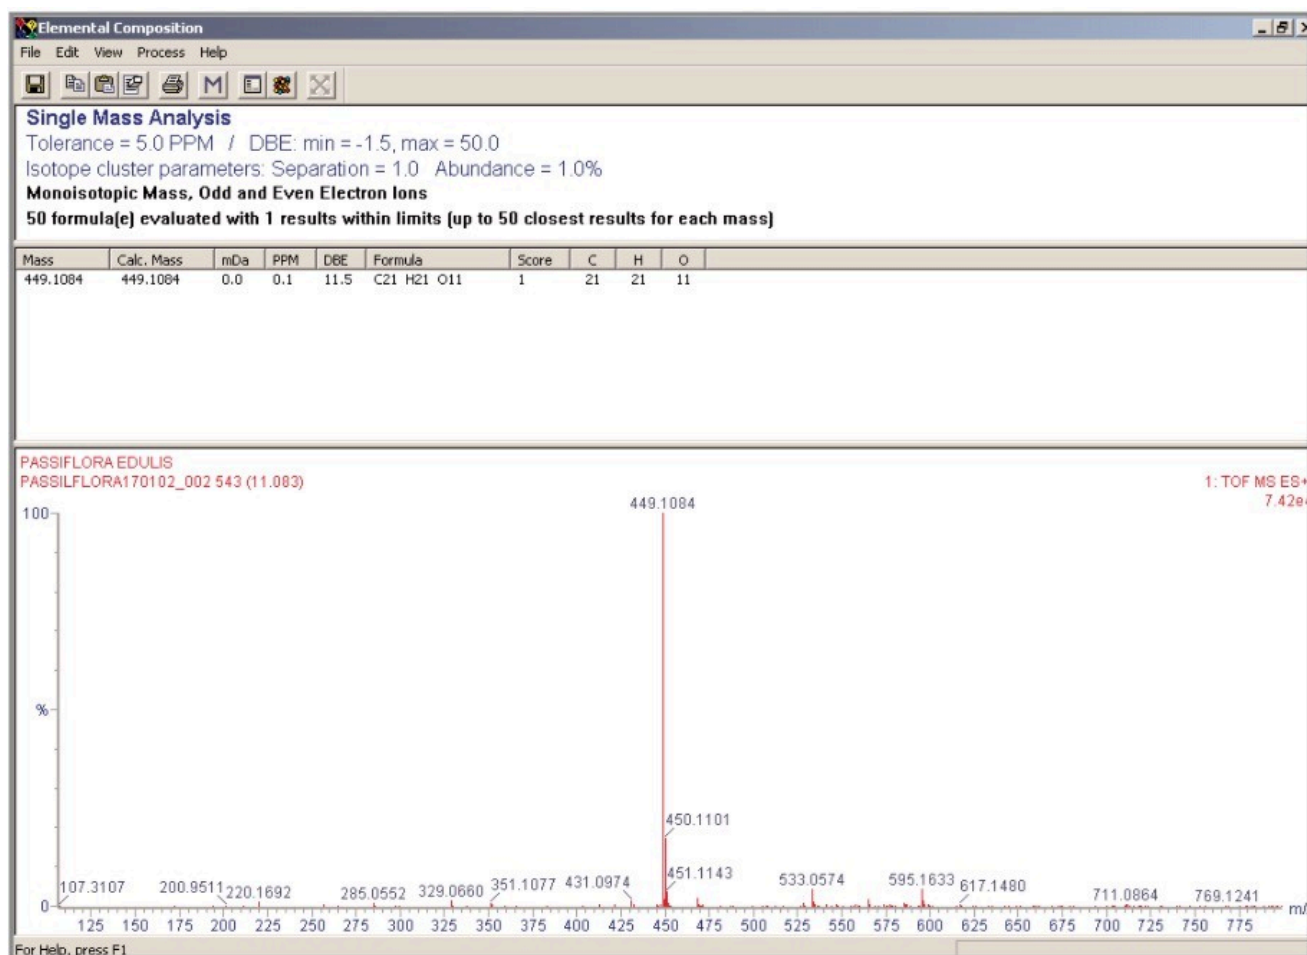 Elemental Composition
File Edit View Process Help
M
Single Mass Analysis
Tolerance = 5.0 PPM / DBE: min = -1.5, max = 50.0
Isotope cluster parameters: Separation = 1.0 Abundance = 1.0%
Monoisotopic Mass, Odd and Even Electron Ions
50 formula(e) evaluated with 1 results within limits (up to 50 closest results for each mass)
Mass Calc. Mass mDa PPM DBE Formula Score C H O
449.1084 449.1084 0.0 0.1 11.5 C21 H21 O11 1 21 21 11
PASSIFLORA EDULIS
PASSILFLORA170102_002 543 (11.083)
1: TOF MS ES+
7.42e4
100
449.1084
%
450.1101
451.1143
107.3107 200.9511 220.1692 285.0552 329.0660 351.1077 431.0974 533.0574 595.1633 617.1480 711.0864 769.1241
0
m/
125 150 175 200 225 250 275 300 325 350 375 400 425 450 475 500 525 550 575 600 625 650 675 700 725 750 775
For Help, press F1